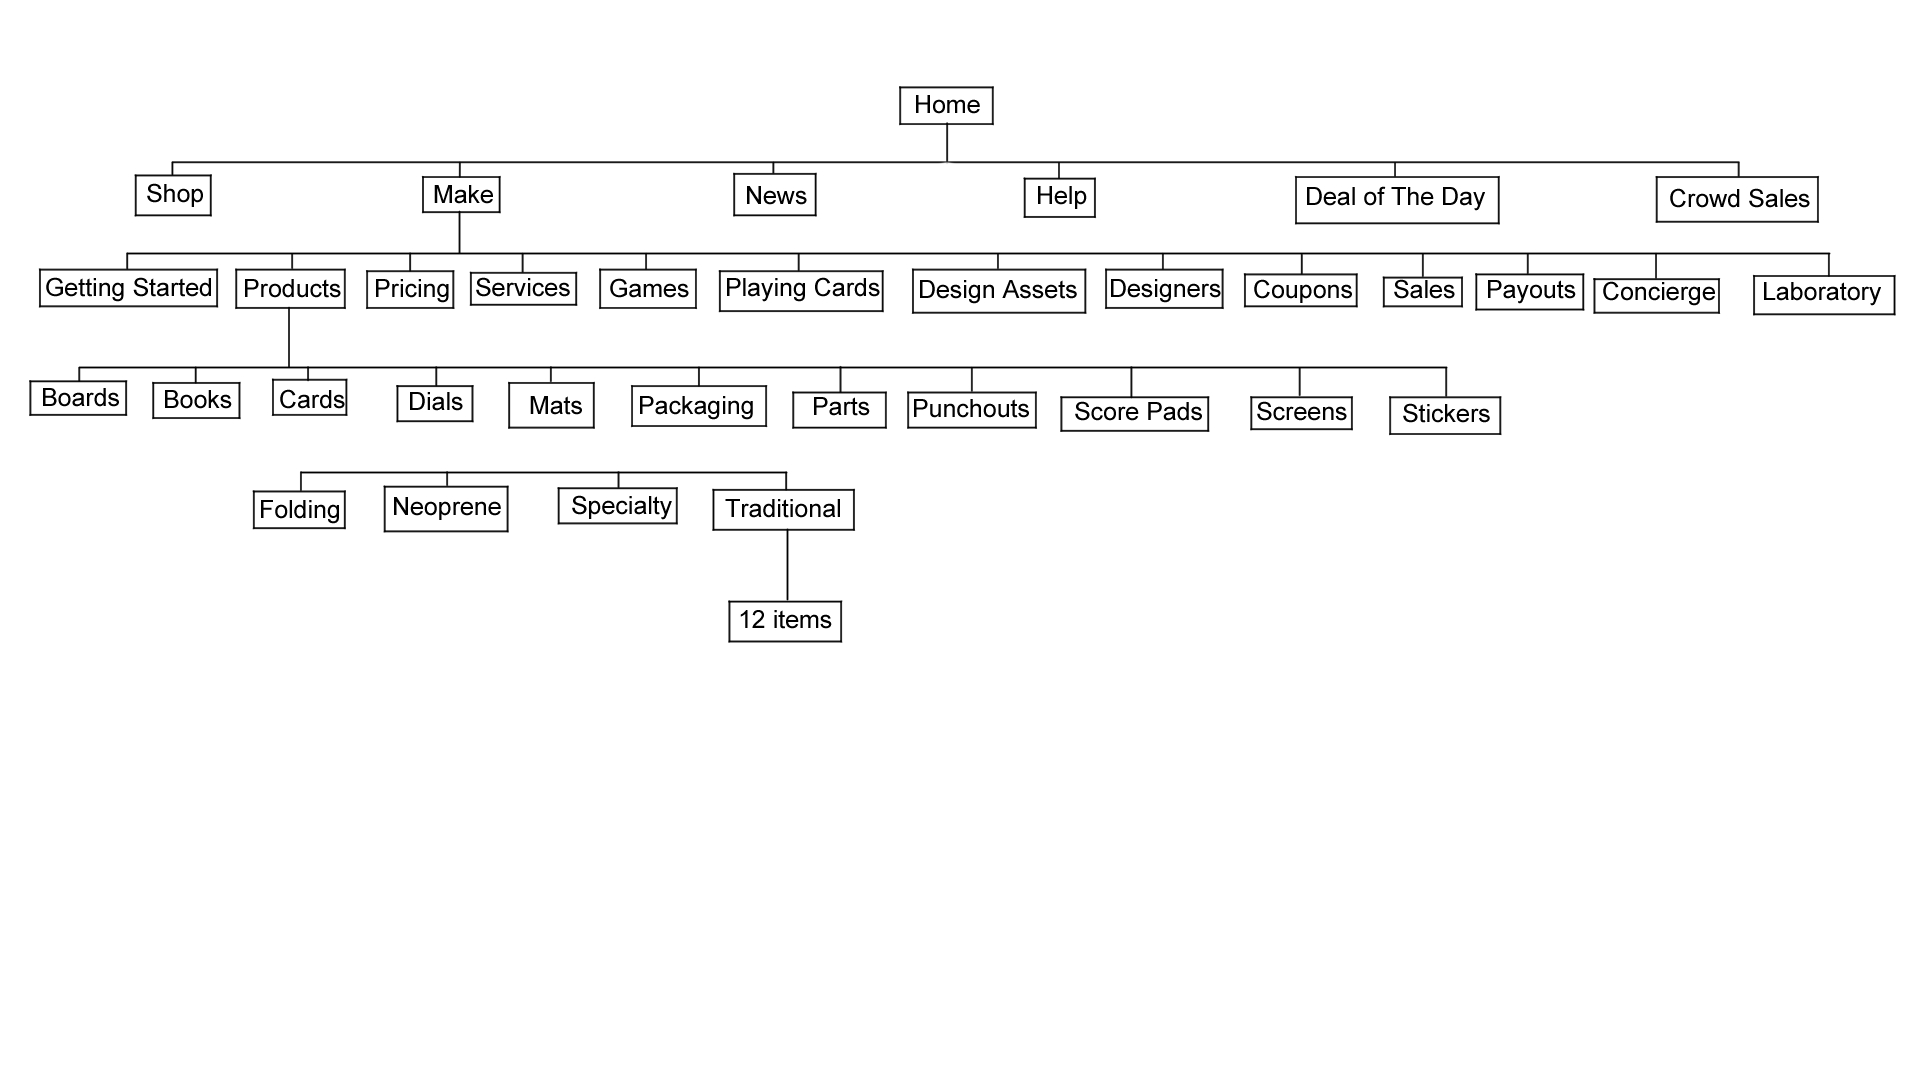 Home
Shop
Make
News
Help
Deal of The Day
Crowd Sales
Getting Started
Products
Pricing
Services
Games
Playing Cards
Design Assets
Designers
Coupons
Sales
Payouts
Concierge
Laboratory
Boards
Books
Cards
Dials
Mats
Packaging
Parts
Punchouts
Score Pads
Screens
Stickers
Folding
Neoprene
Specialty
Traditional
12 items